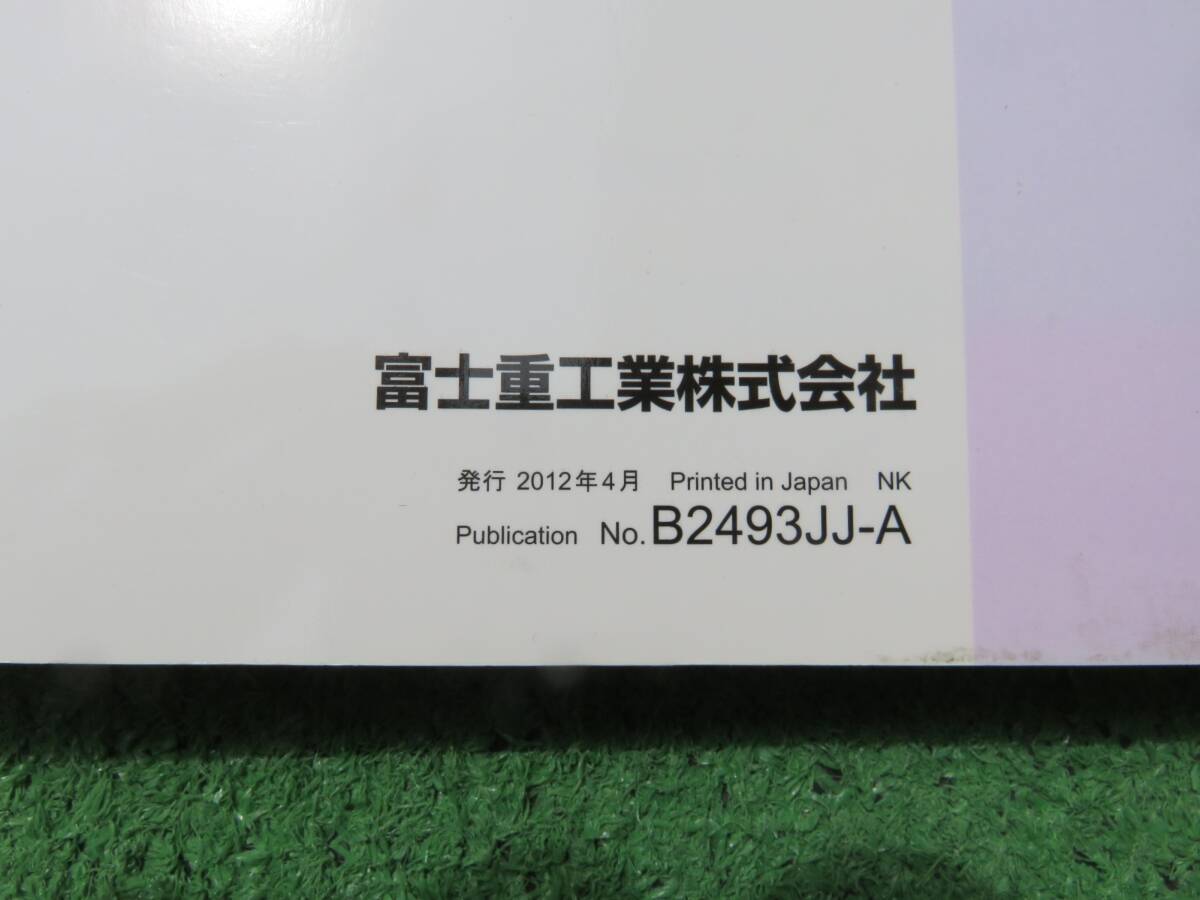 富士重工業株式会社
発行 2012年4月 Printed in Japan NK
Publication No.B2493JJ-A